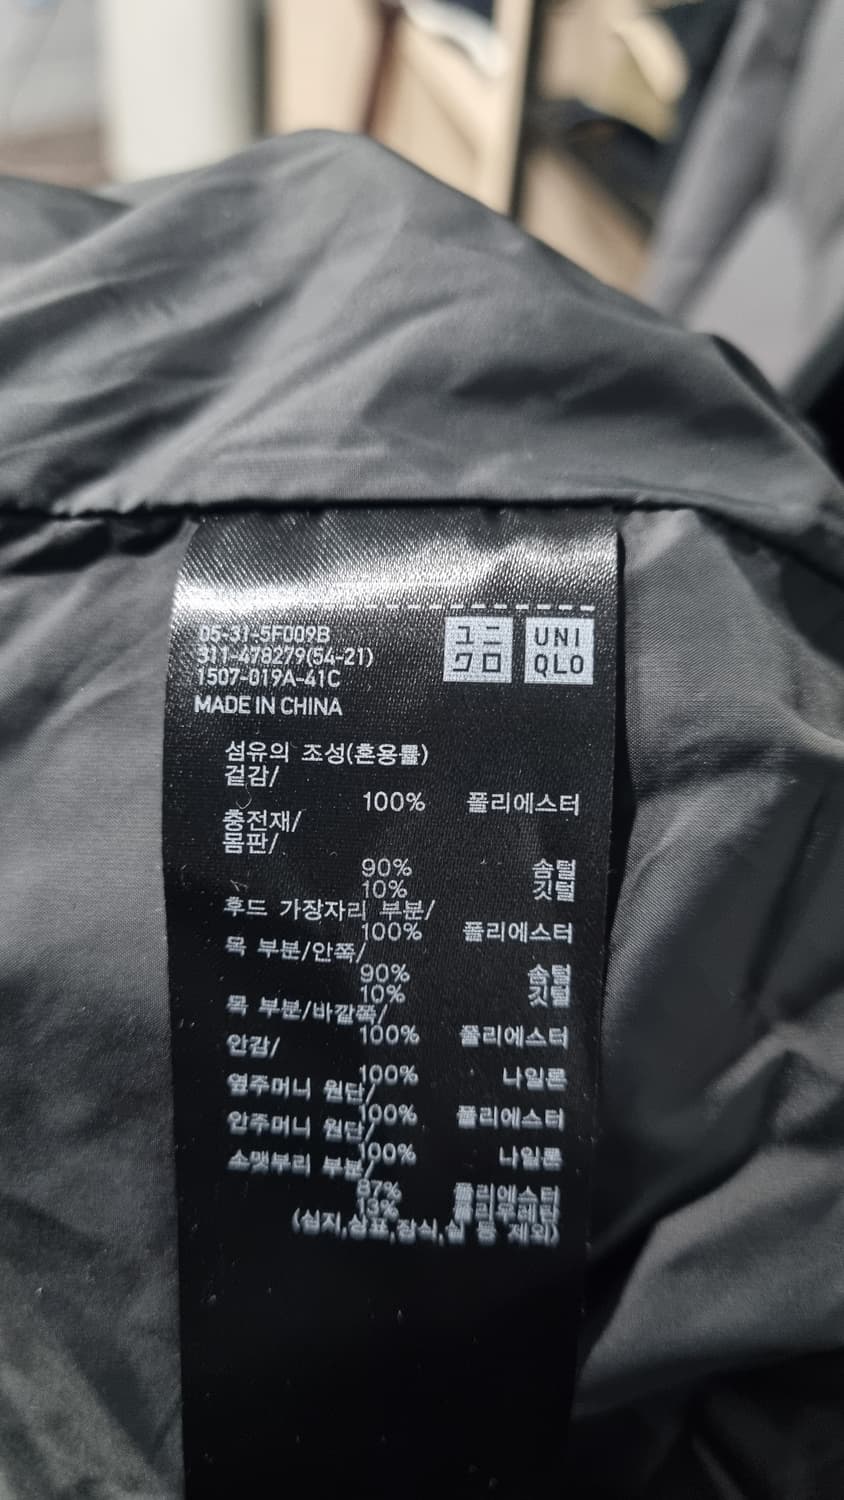 05-31-5F009B
311-478279(54-21)
1507-019A-41C
MADE IN CHINA
ユニ
クロ
UNI
QLO
섬유의 조성(혼용률)
겉감/
100% 폴리에스터
충전재/
몸판/
90% 솜털
10% 깃털
후드 가장자리 부분/
100% 폴리에스터
목 부분/안쪽/
90% 솜털
10% 깃털
목 부분/바깥쪽/
100% 폴리에스터
안감/
100% 나일론
옆주머니 원단/
100% 폴리에스터
안주머니 원단/
100% 나일론
소맷부리 부분/
87% 폴리에스터
13% 폴리우레탄
(심지,상표,장식,실 등 제외)